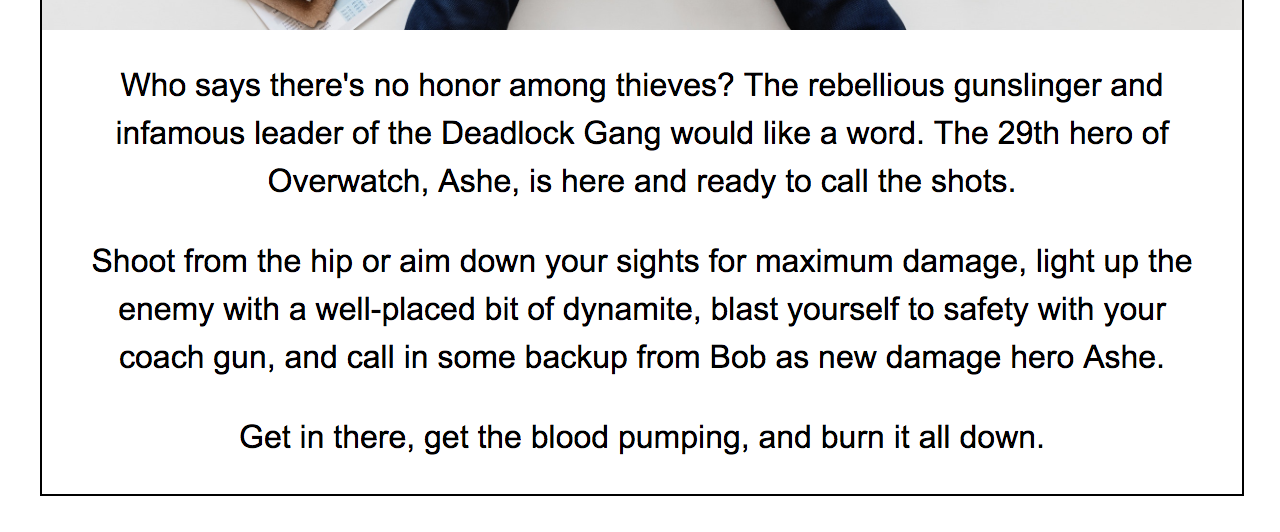 Who says there's no honor among thieves? The rebellious gunslinger and
infamous leader of the Deadlock Gang would like a word. The 29th hero of
Overwatch, Ashe, is here and ready to call the shots.
Shoot from the hip or aim down your sights for maximum damage, light up the
enemy with a well-placed bit of dynamite, blast yourself to safety with your
coach gun, and call in some backup from Bob as new damage hero Ashe.
Get in there, get the blood pumping, and burn it all down.